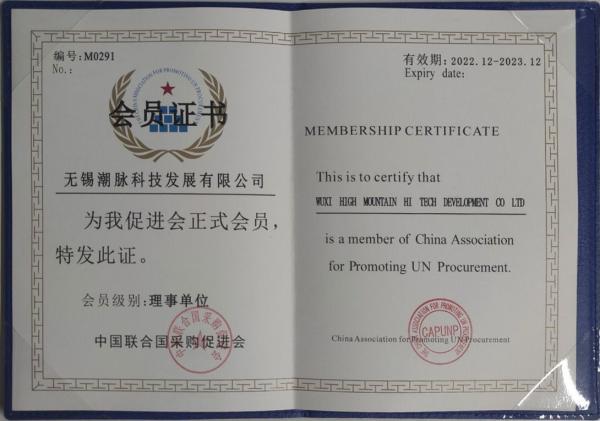 编号:M0291
No.:
会员证书
无锡潮脉科技发展有限公司
为我促进会正式会员，
特发此证。
会员级别:理事单位
中国联合国采购促进会
有效期:2022.12-2023.12
Expiry date:
MEMBERSHIP CERTIFICATE
This is to certify that
WUXI HIGH MOUNTAIN HI TECH DEVELOPMENT CO LTD
is a member of China Association
for Promoting UN Procurement.
China Association for Promoting UN Procurement
CAPUNP